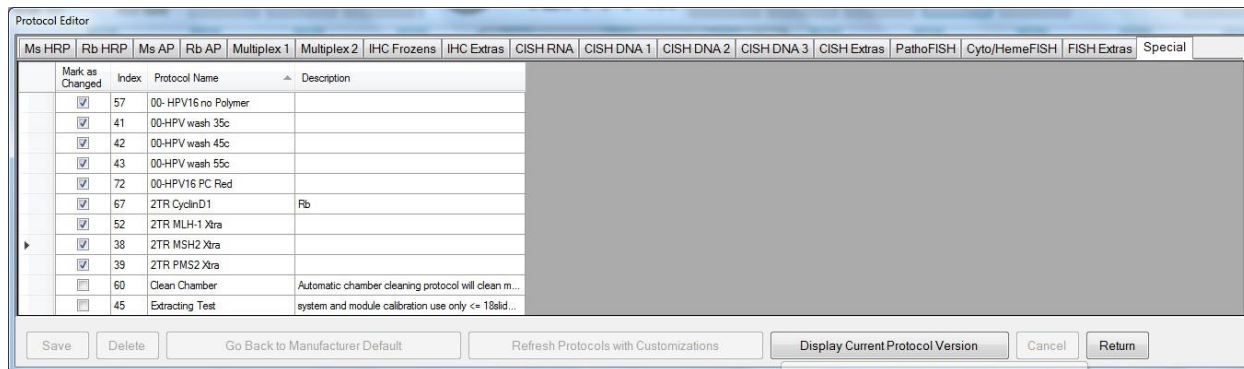 Protocol Editor
Ms HRP Rb HRP Ms AP Rb AP Multiplex 1 Multiplex 2 IHC Frozens IHC Extras CISH RNA CISH DNA 1 CISH DNA 2 CISH DNA 3 CISH Extras PathoFISH Cyto/HemeFISH FISH Extras Special
Mark as Changed Index Protocol Name Description
57 00- HPV16 no Polymer
41 00-HPV wash 35c
42 00-HPV wash 45c
43 00-HPV wash 55c
72 00-HPV16 PC Red
67 2TR CyclinD1 Rb
52 2TR MLH-1 Xtra
38 2TR MSH2 Xtra
39 2TR PMS2 Xtra
60 Clean Chamber Automatic chamber cleaning protocol will clean m...
45 Extracting Test system and module calibration use only <= 18slid...
Save Delete Go Back to Manufacturer Default Refresh Protocols with Customizations Display Current Protocol Version Cancel Return